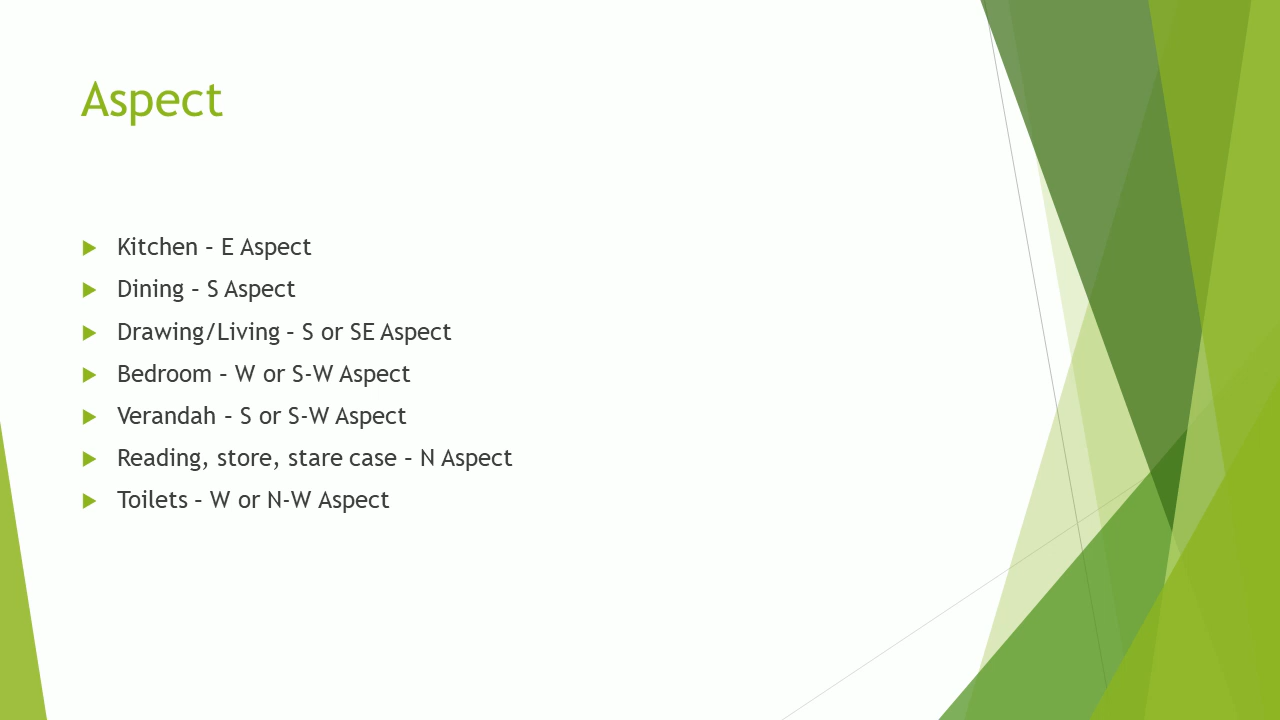 Aspect
Kitchen – E Aspect
Dining – S Aspect
Drawing/Living – S or SE Aspect
Bedroom – W or S-W Aspect
Verandah – S or S-W Aspect
Reading, store, stare case – N Aspect
Toilets – W or N-W Aspect